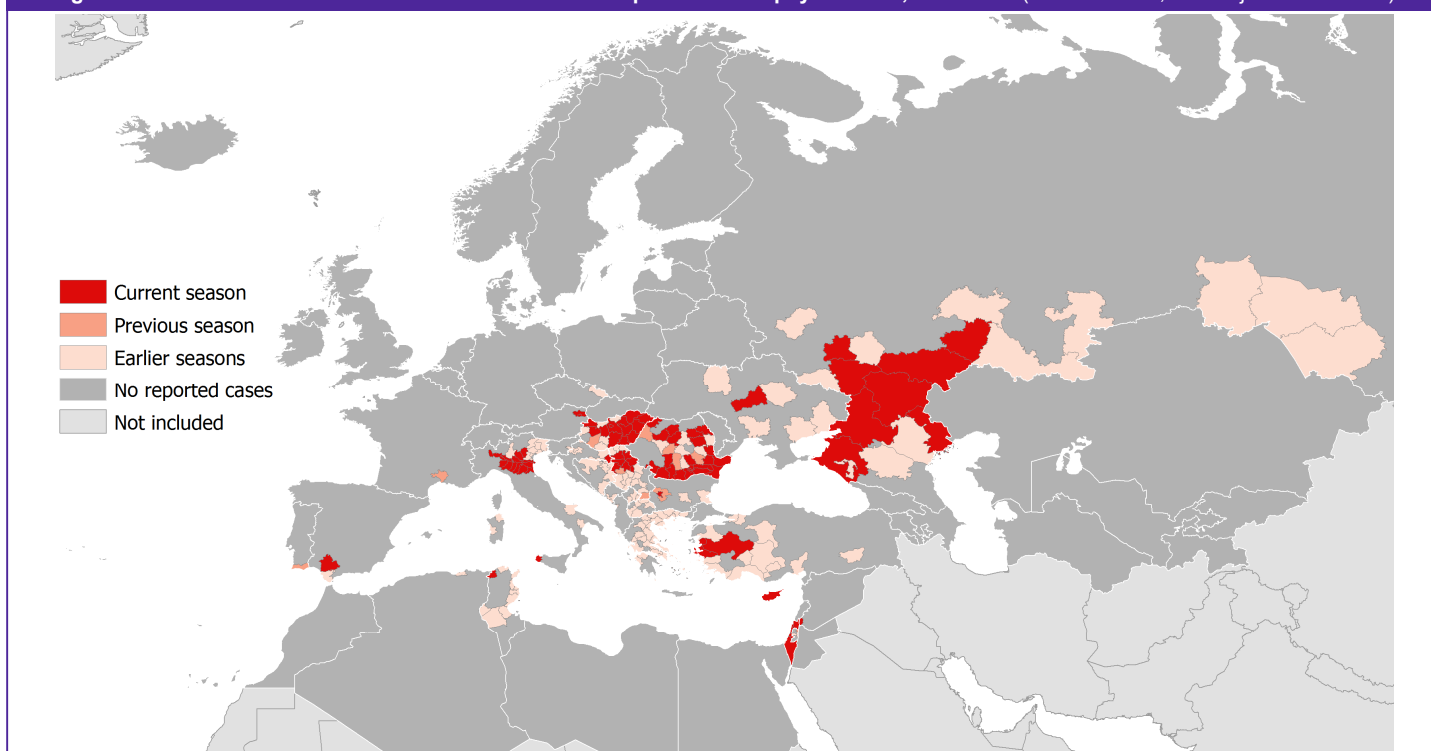 Current season
Previous season
Earlier seasons
No reported cases
Not included